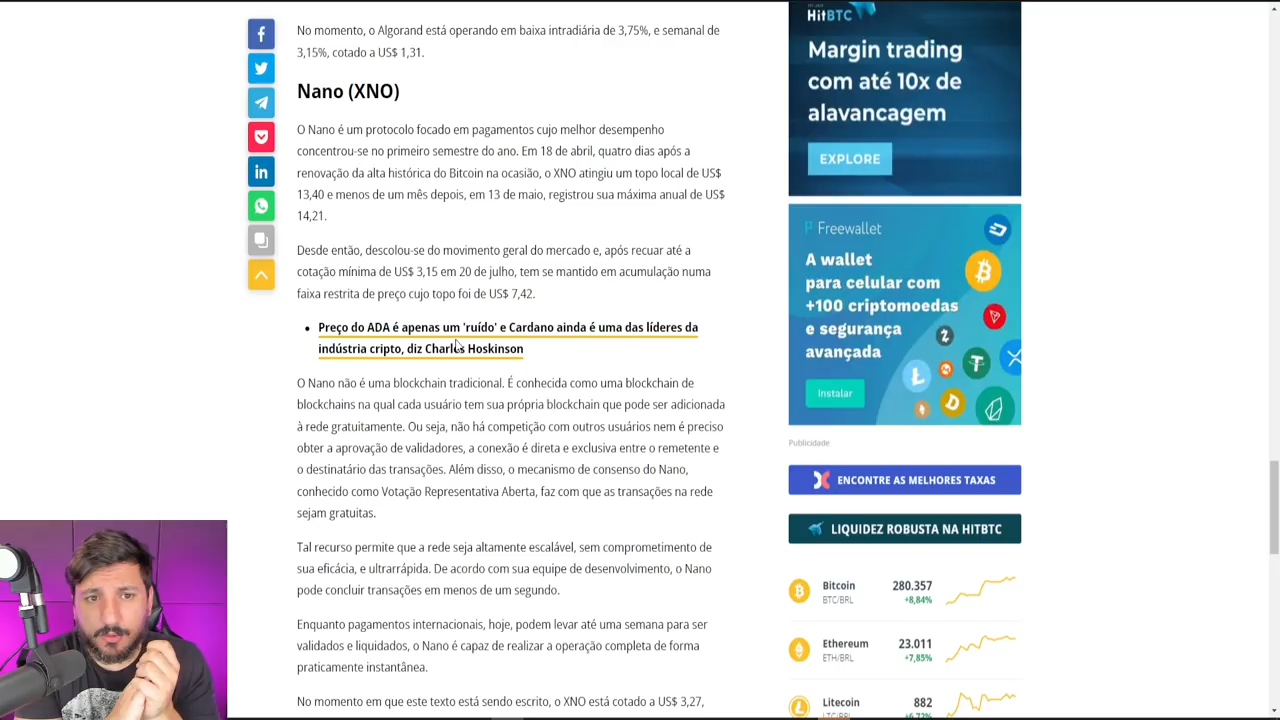 No momento, o Algorand está operando em baixa intradiária de 3,75%, e semanal de
3,15%, cotado a US$ 1,31.
Nano (XNO)
O Nano é um protocolo focado em pagamentos cujo melhor desempenho
concentrou-se no primeiro semestre do ano. Em 18 de abril, quatro dias após a
renovação da alta histórica do Bitcoin na ocasião, o XNO atingiu um topo local de US$
13,40 e menos de um mês depois, em 13 de maio, registrou sua máxima anual de US$
14,21.
Desde então, descolou-se do movimento geral do mercado e, após recuar até a
cotação mínima de US$ 3,15 em 20 de julho, tem se mantido em acumulação numa
faixa restrita de preço cujo topo foi de US$ 7,42.
• Preço do ADA é apenas um 'ruído' e Cardano ainda é uma das líderes da
indústria cripto, diz Charles Hoskinson
O Nano não é uma blockchain tradicional. É conhecida como uma blockchain de
blockchains na qual cada usuário tem sua própria blockchain que pode ser adicionada
à rede gratuitamente. Ou seja, não há competição com outros usuários nem é preciso
obter a aprovação de validadores, a conexão é direta e exclusiva entre o remetente e
o destinatário das transações. Além disso, o mecanismo de consenso do Nano,
conhecido como Votação Representativa Aberta, faz com que as transações na rede
sejam gratuitas.
Tal recurso permite que a rede seja altamente escalável, sem comprometimento de
sua eficácia, e ultrarrápida. De acordo com sua equipe de desenvolvimento, o Nano
pode concluir transações em menos de um segundo.
Enquanto pagamentos internacionais, hoje, podem levar até uma semana para ser
validados e liquidados, o Nano é capaz de realizar a operação completa de forma
praticamente instantânea.
No momento em que este texto está sendo escrito, o XNO está cotado a US$ 3,27,
HitBTC
Margin trading
com até 10x de
alavancagem
EXPLORE
Freewallet
A wallet
para celular com
+100 criptomoedas
e segurança
avançada
Instalar
Publicidade
ENCONTRE AS MELHORES TAXAS
LIQUIDEZ ROBUSTA NA HITBTC
Bitcoin 280.357
BTC/BRL +8,84%
Ethereum 23.011
ETH/BRL +7,85%
Litecoin 882
LTC/BRL +6,72%